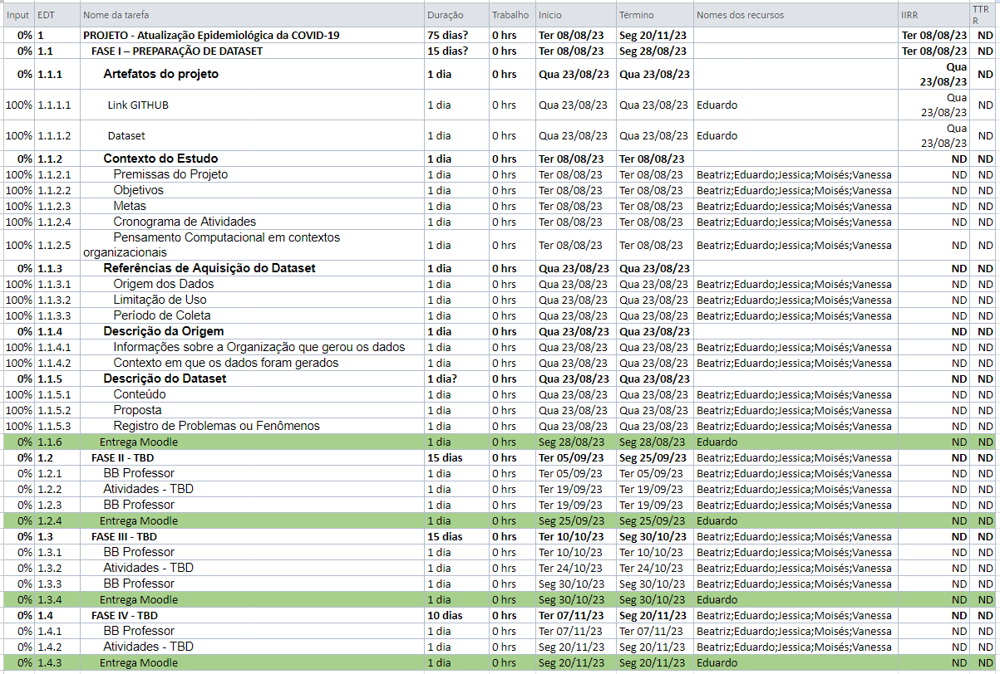 Input EDT Nome da tarefa Duração Trabalho Início Término Nomes dos recursos IIRR TTR
R
0% 1 PROJETO - Atualização Epidemiológica da COVID-19 75 dias? 0 hrs Ter 08/08/23 Seg 20/11/23 Ter 08/08/23 ND
0% 1.1 FASE I – PREPARAÇÃO DE DATASET 15 dias? 0 hrs Ter 08/08/23 Seg 28/08/23 Ter 08/08/23 ND
0% 1.1.1 Artefatos do projeto 1 dia 0 hrs Qua 23/08/23 Qua 23/08/23 Qua
23/08/23 ND
100% 1.1.1.1 Link GITHUB 1 dia 0 hrs Qua 23/08/23 Qua 23/08/23 Eduardo Qua
23/08/23 ND
100% 1.1.1.2 Dataset 1 dia 0 hrs Qua 23/08/23 Qua 23/08/23 Eduardo Qua
23/08/23 ND
0% 1.1.2 Contexto do Estudo 1 dia 0 hrs Ter 08/08/23 Ter 08/08/23 ND ND
100% 1.1.2.1 Premissas do Projeto 1 dia 0 hrs Ter 08/08/23 Ter 08/08/23 Beatriz;Eduardo;Jessica;Moisés;Vanessa ND ND
100% 1.1.2.2 Objetivos 1 dia 0 hrs Ter 08/08/23 Ter 08/08/23 Beatriz;Eduardo;Jessica;Moisés;Vanessa ND ND
100% 1.1.2.3 Metas 1 dia 0 hrs Ter 08/08/23 Ter 08/08/23 Beatriz;Eduardo;Jessica;Moisés;Vanessa ND ND
100% 1.1.2.4 Cronograma de Atividades 1 dia 0 hrs Ter 08/08/23 Ter 08/08/23 Beatriz;Eduardo;Jessica;Moisés;Vanessa ND ND
100% 1.1.2.5 Pensamento Computacional em contextos
organizacionais 1 dia 0 hrs Ter 08/08/23 Ter 08/08/23 Beatriz;Eduardo;Jessica;Moisés;Vanessa ND ND
0% 1.1.3 Referências de Aquisição do Dataset 1 dia 0 hrs Qua 23/08/23 Qua 23/08/23 ND ND
100% 1.1.3.1 Origem dos Dados 1 dia 0 hrs Qua 23/08/23 Qua 23/08/23 Beatriz;Eduardo;Jessica;Moisés;Vanessa ND ND
100% 1.1.3.2 Limitação de Uso 1 dia 0 hrs Qua 23/08/23 Qua 23/08/23 Beatriz;Eduardo;Jessica;Moisés;Vanessa ND ND
100% 1.1.3.3 Período de Coleta 1 dia 0 hrs Qua 23/08/23 Qua 23/08/23 Beatriz;Eduardo;Jessica;Moisés;Vanessa ND ND
0% 1.1.4 Descrição da Origem 1 dia 0 hrs Qua 23/08/23 Qua 23/08/23 ND ND
100% 1.1.4.1 Informações sobre a Organização que gerou os dados 1 dia 0 hrs Qua 23/08/23 Qua 23/08/23 Beatriz;Eduardo;Jessica;Moisés;Vanessa ND ND
100% 1.1.4.2 Contexto em que os dados foram gerados 1 dia 0 hrs Qua 23/08/23 Qua 23/08/23 Beatriz;Eduardo;Jessica;Moisés;Vanessa ND ND
0% 1.1.5 Descrição do Dataset 1 dia? 0 hrs Qua 23/08/23 Qua 23/08/23 ND ND
100% 1.1.5.1 Conteúdo 1 dia 0 hrs Qua 23/08/23 Qua 23/08/23 Beatriz;Eduardo;Jessica;Moisés;Vanessa ND ND
100% 1.1.5.2 Proposta 1 dia 0 hrs Qua 23/08/23 Qua 23/08/23 Beatriz;Eduardo;Jessica;Moisés;Vanessa ND ND
100% 1.1.5.3 Registro de Problemas ou Fenômenos 1 dia 0 hrs Qua 23/08/23 Qua 23/08/23 Beatriz;Eduardo;Jessica;Moisés;Vanessa ND ND
0% 1.1.6 Entrega Moodle 1 dia 0 hrs Seg 28/08/23 Seg 28/08/23 Eduardo ND ND
0% 1.2 FASE II - TBD 15 dias 0 hrs Ter 05/09/23 Seg 25/09/23 Beatriz;Eduardo;Jessica;Moisés;Vanessa ND ND
0% 1.2.1 BB Professor 1 dia 0 hrs Ter 05/09/23 Ter 05/09/23 Beatriz;Eduardo;Jessica;Moisés;Vanessa ND ND
0% 1.2.2 Atividades - TBD 1 dia 0 hrs Ter 19/09/23 Ter 19/09/23 Beatriz;Eduardo;Jessica;Moisés;Vanessa ND ND
0% 1.2.3 BB Professor 1 dia 0 hrs Ter 19/09/23 Ter 19/09/23 Beatriz;Eduardo;Jessica;Moisés;Vanessa ND ND
0% 1.2.4 Entrega Moodle 1 dia 0 hrs Seg 25/09/23 Seg 25/09/23 Eduardo ND ND
0% 1.3 FASE III - TBD 15 dias 0 hrs Ter 10/10/23 Seg 30/10/23 Beatriz;Eduardo;Jessica;Moisés;Vanessa ND ND
0% 1.3.1 BB Professor 1 dia 0 hrs Ter 10/10/23 Ter 10/10/23 Beatriz;Eduardo;Jessica;Moisés;Vanessa ND ND
0% 1.3.2 Atividades - TBD 1 dia 0 hrs Ter 24/10/23 Ter 24/10/23 Beatriz;Eduardo;Jessica;Moisés;Vanessa ND ND
0% 1.3.3 BB Professor 1 dia 0 hrs Seg 30/10/23 Seg 30/10/23 Beatriz;Eduardo;Jessica;Moisés;Vanessa ND ND
0% 1.3.4 Entrega Moodle 1 dia 0 hrs Seg 30/10/23 Seg 30/10/23 Eduardo ND ND
0% 1.4 FASE IV - TBD 10 dias 0 hrs Ter 07/11/23 Seg 20/11/23 Beatriz;Eduardo;Jessica;Moisés;Vanessa ND ND
0% 1.4.1 BB Professor 1 dia 0 hrs Ter 07/11/23 Ter 07/11/23 Beatriz;Eduardo;Jessica;Moisés;Vanessa ND ND
0% 1.4.2 Atividades - TBD 1 dia 0 hrs Seg 20/11/23 Seg 20/11/23 Beatriz;Eduardo;Jessica;Moisés;Vanessa ND ND
0% 1.4.3 Entrega Moodle 1 dia 0 hrs Seg 20/11/23 Seg 20/11/23 Eduardo ND ND